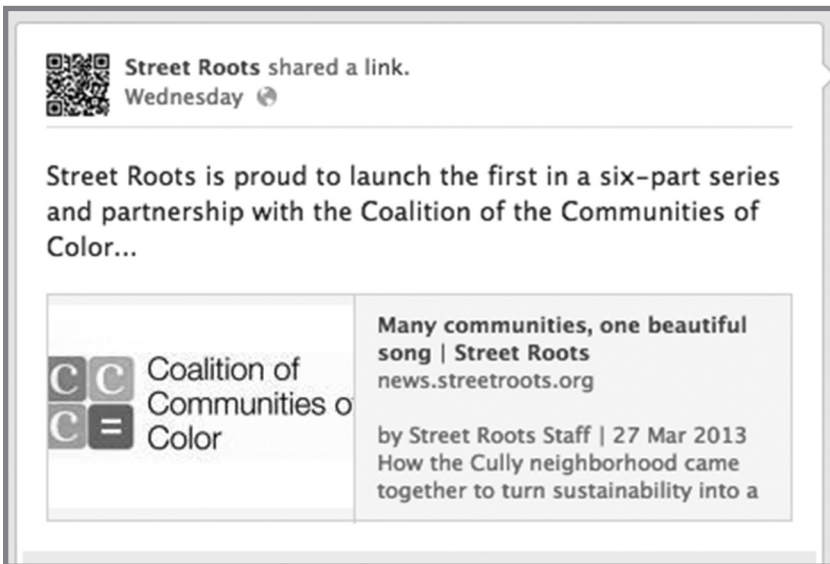 Street Roots shared a link.
Wednesday
Street Roots is proud to launch the first in a six-part series
and partnership with the Coalition of the Communities of
Color...
C C
C =
Coalition of
Communities o
Color
Many communities, one beautiful
song | Street Roots
news.streetroots.org
by Street Roots Staff | 27 Mar 2013
How the Cully neighborhood came
together to turn sustainability into a